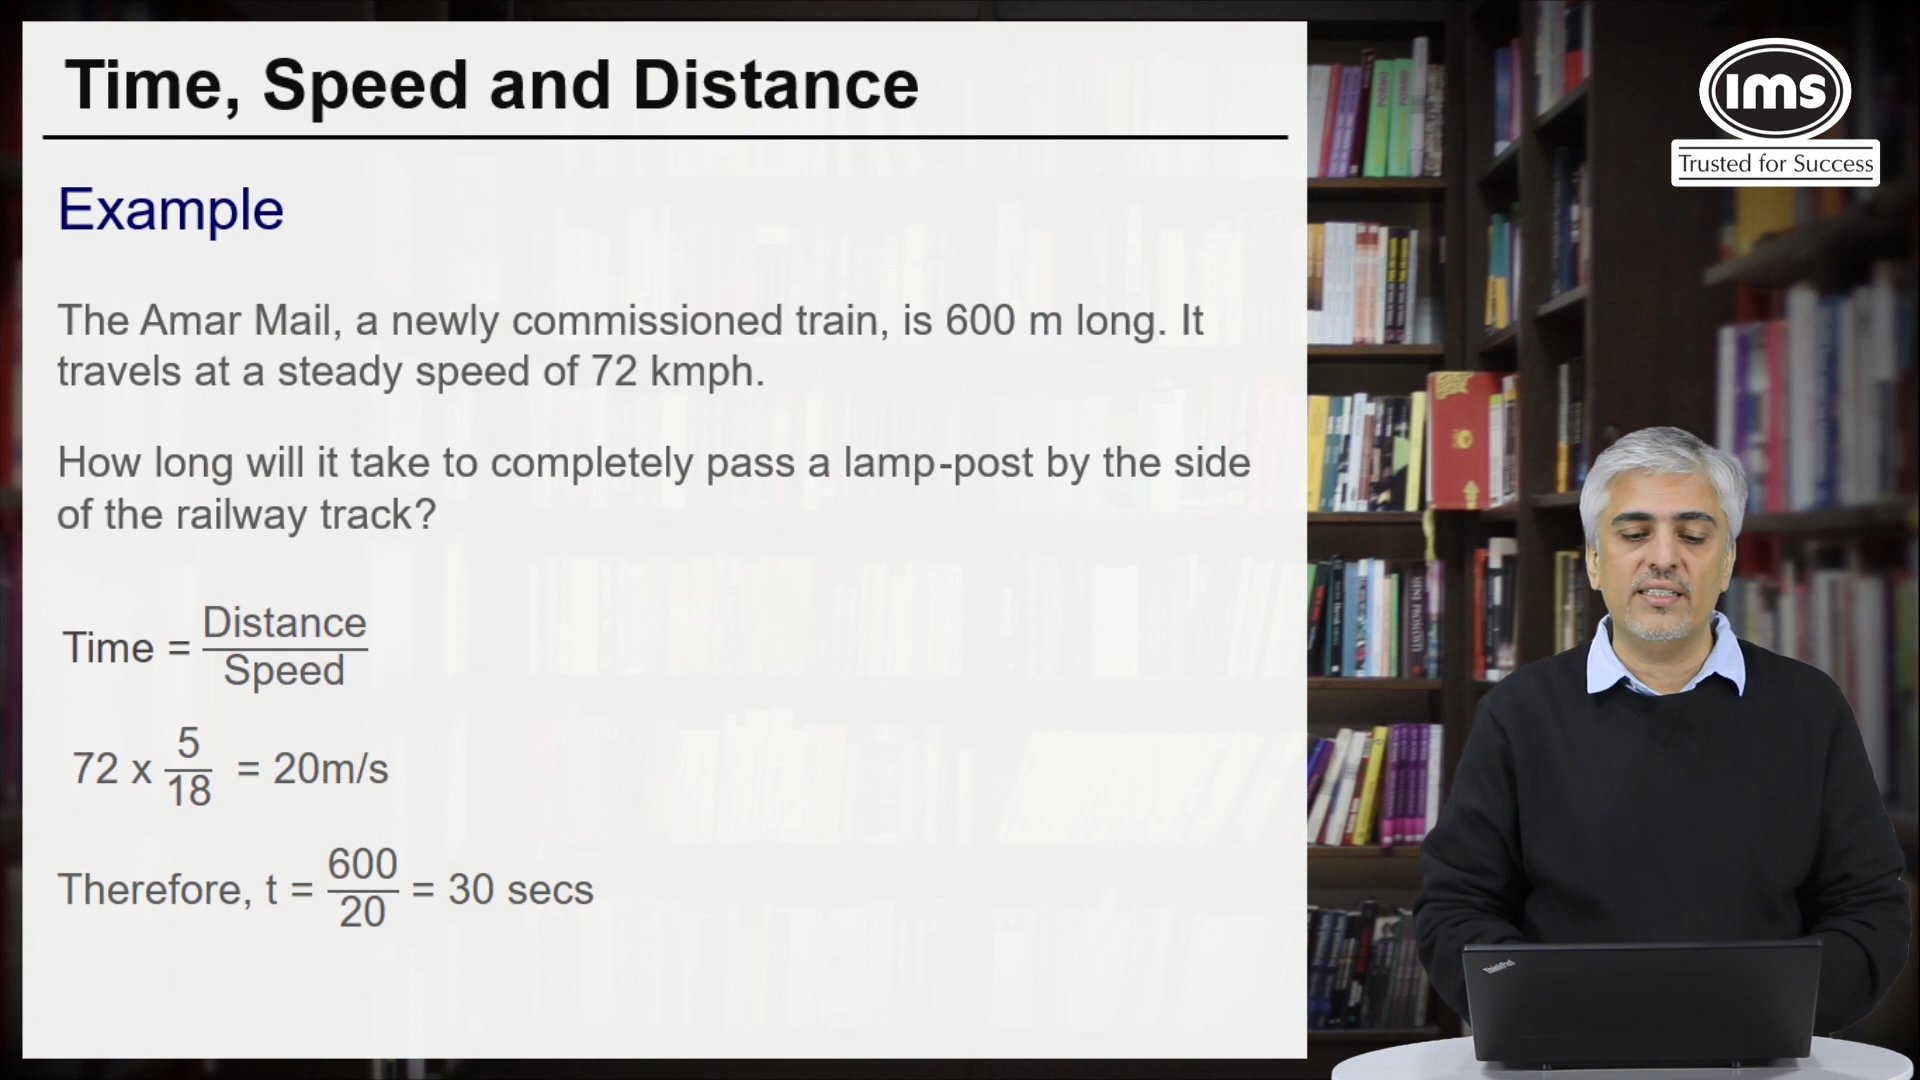 Time, Speed and Distance
Example
The Amar Mail, a newly commissioned train, is 600 m long. It
travels at a steady speed of 72 kmph.
How long will it take to completely pass a lamp-post by the side
of the railway track?
Time = Distance
Speed
72 x 5
18 = 20m/s
Therefore, t = 600
20 = 30 secs
ims
Trusted for Success
ThinkPad